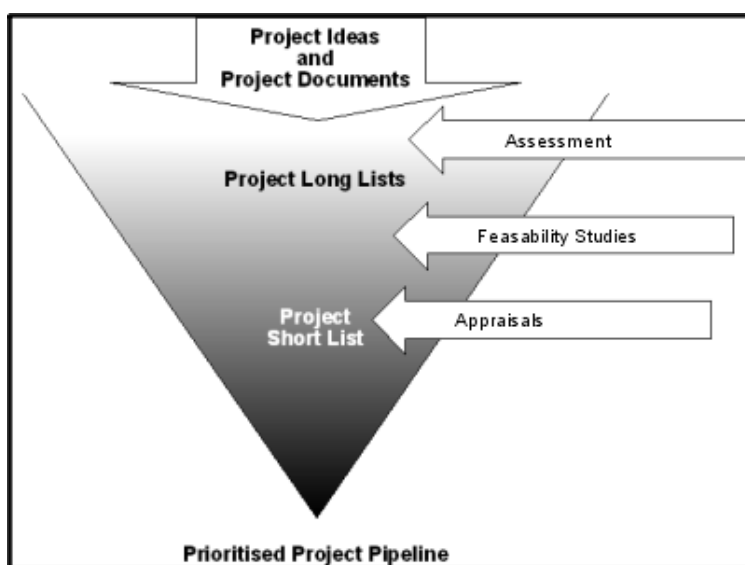 Project Ideas
and
Project Documents
Assessment
Project Long Lists
Feasability Studies
Project
Short List
Appraisals
Prioritised Project Pipeline